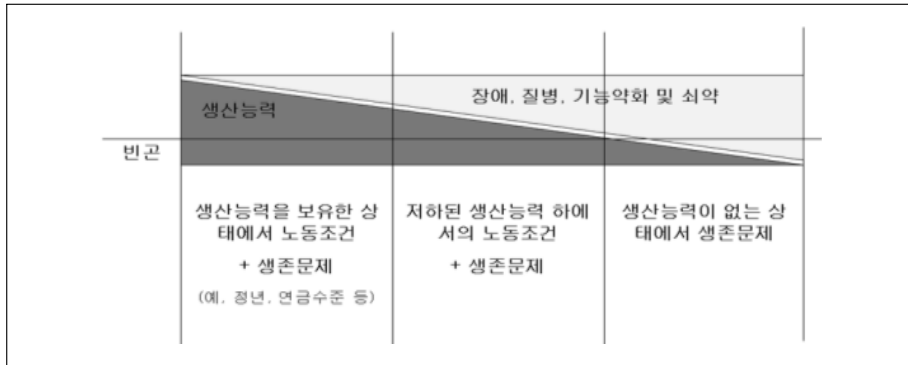 장애, 질병, 기능약화 및 쇠약
생산능력
빈곤
생산능력을 보유한 상
태에서 노동조건
+ 생존문제
(예, 정년, 연금수준 등)
저하된 생산능력 하에
서의 노동조건
+ 생존문제
생산능력이 없는 상
태에서 생존문제